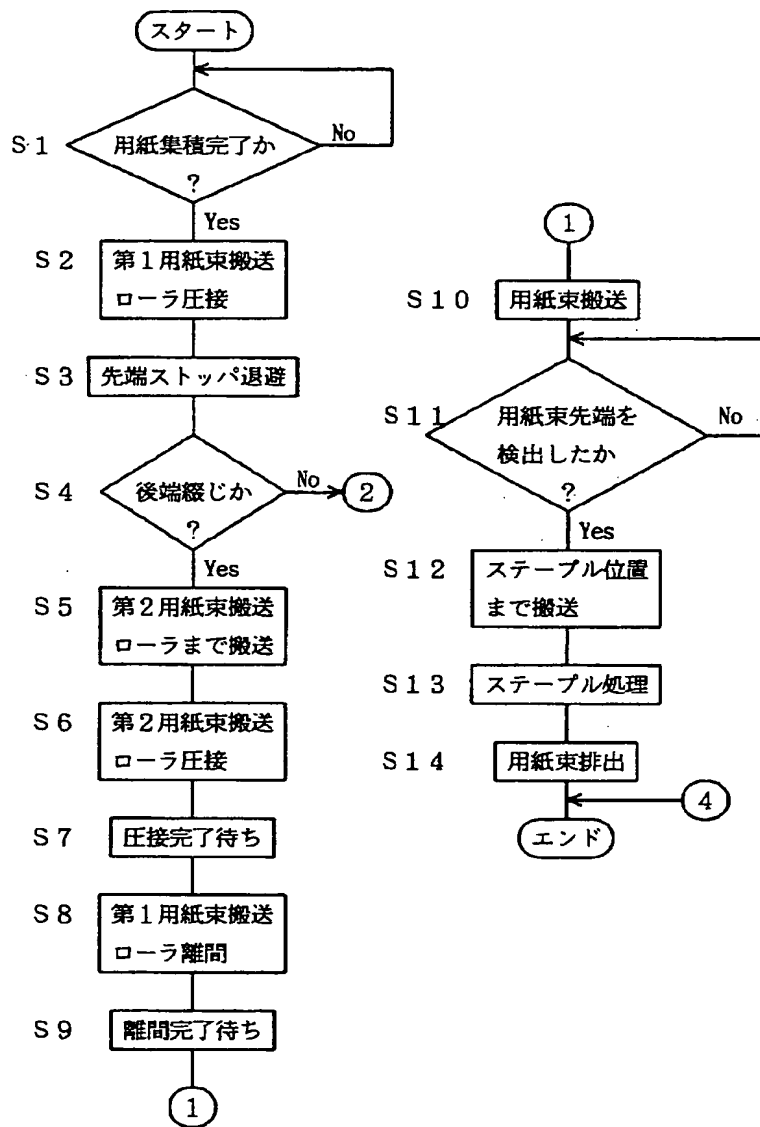 スタート
S1
用紙集積完了か
?
No
Yes
S2
第1用紙束搬送
ローラ圧接
S3
先端ストッパ退避
S4
後端綴じか
?
No
2
Yes
S5
第2用紙束搬送
ローラまで搬送
S6
第2用紙束搬送
ローラ圧接
S7
圧接完了待ち
S8
第1用紙束搬送
ローラ離間
S9
離間完了待ち
1
1
S10
用紙束搬送
S11
用紙束先端を
検出したか
?
No
Yes
S12
ステープル位置
まで搬送
S13
ステープル処理
S14
用紙束排出
4
エンド